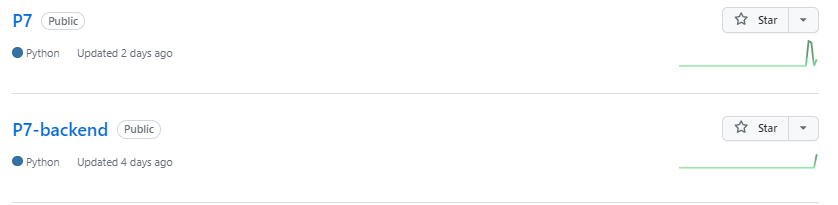 P7 Public Star
Python Updated 2 days ago
P7-backend Public Star
Python Updated 4 days ago